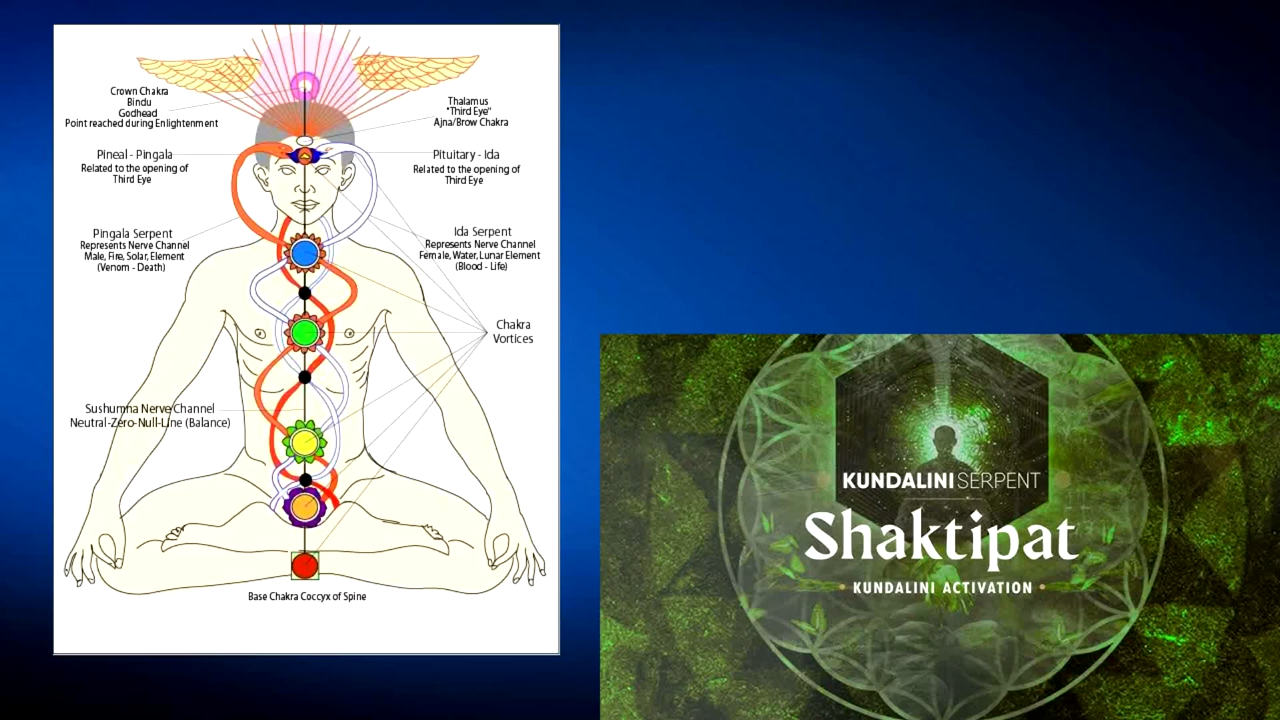 Crown Chakra
Bindu
Godhead
Point reached during Enlightenment
Thalamus
"Third Eye"
Ajna/Brow Chakra
Pineal - Pingala
Related to the opening of
Third Eye
Pituitary - Ida
Related to the opening of
Third Eye
Pingala Serpent
Represents Nerve Channel
Male, Fire, Solar, Element
(Venom - Death)
Ida Serpent
Represents Nerve Channel
Female, Water, Lunar Element
(Blood - Life)
Chakra
Vortices
Sushumna Nerve Channel
Neutral-Zero-Null-Line (Balance)
Base Chakra Coccyx of Spine
KUNDALINI SERPENT
Shaktipat
• KUNDALINI ACTIVATION •